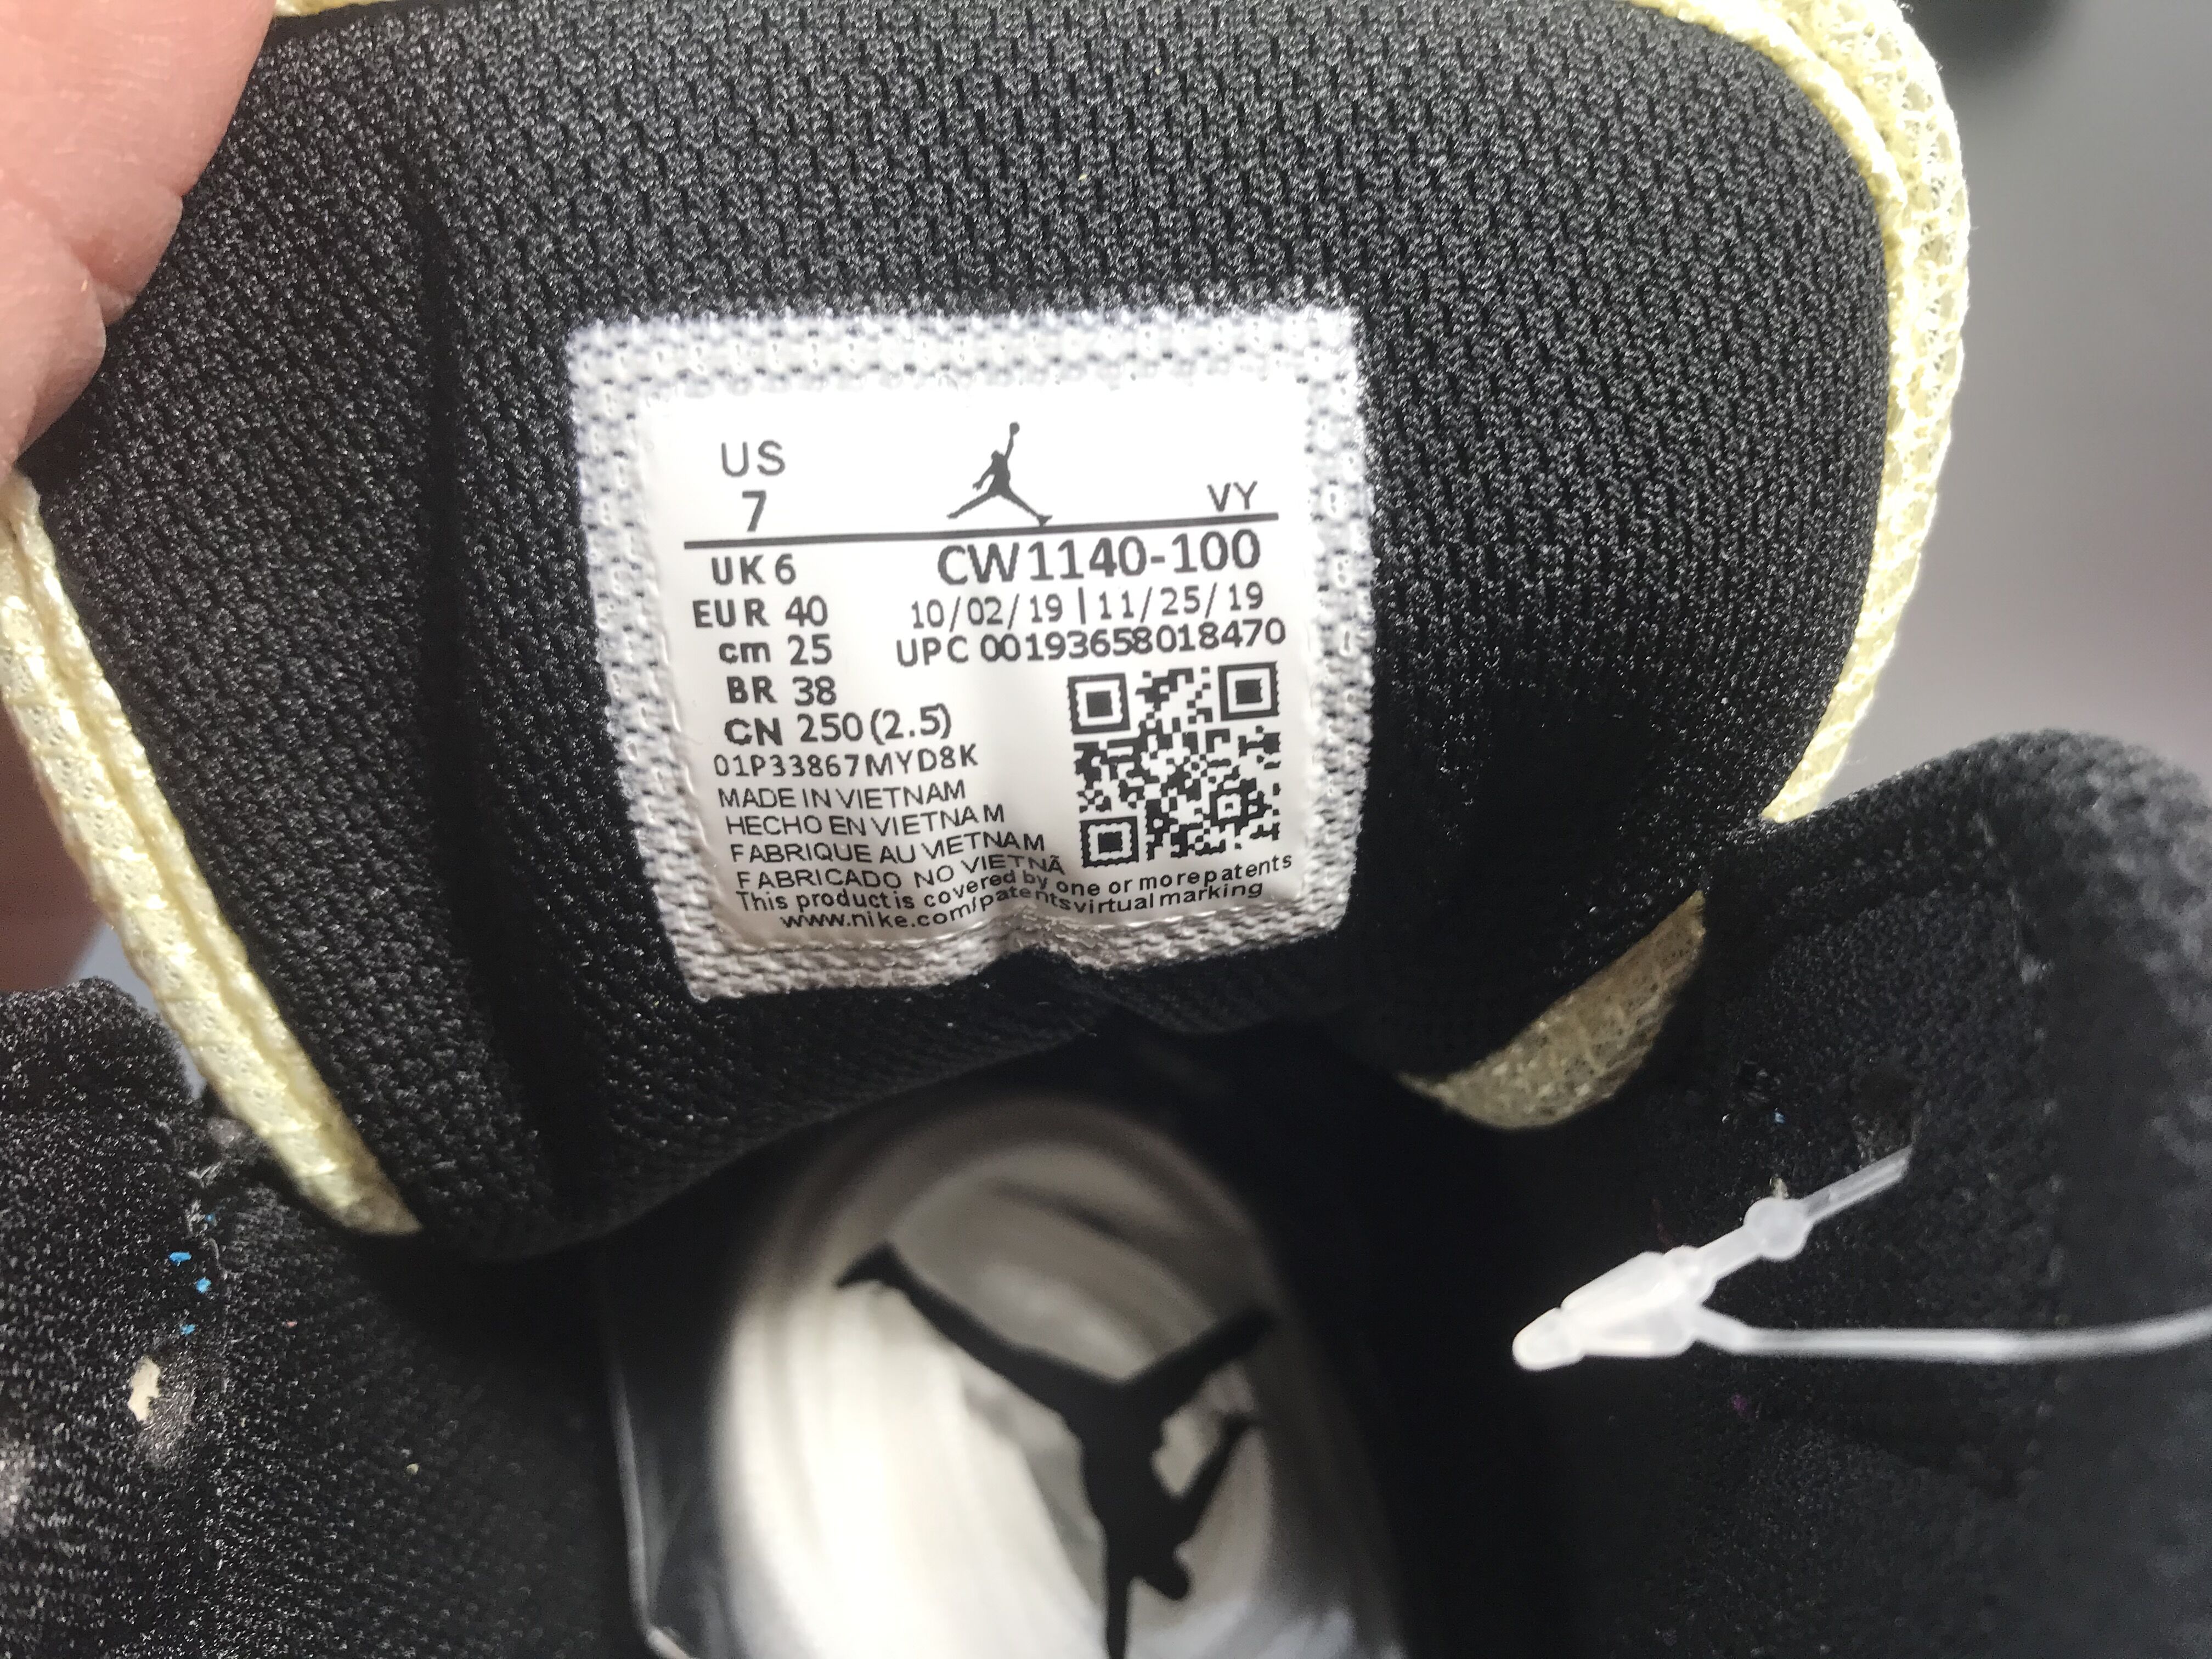 US
7
VY
UK 6
CW1140-100
EUR 40
10/02/19 | 11/25/19
cm 25
UPC 00193658018470
BR 38
CN 250 (2.5)
01P33867MYD8K
MADE IN VIETNAM
HECHO EN VIETNAM
FABRIQUE AU VIETNAM
FABRICADO NO VIETNÃ
This product is covered by one or more patents
www.nike.com/patentsvirtualmarking